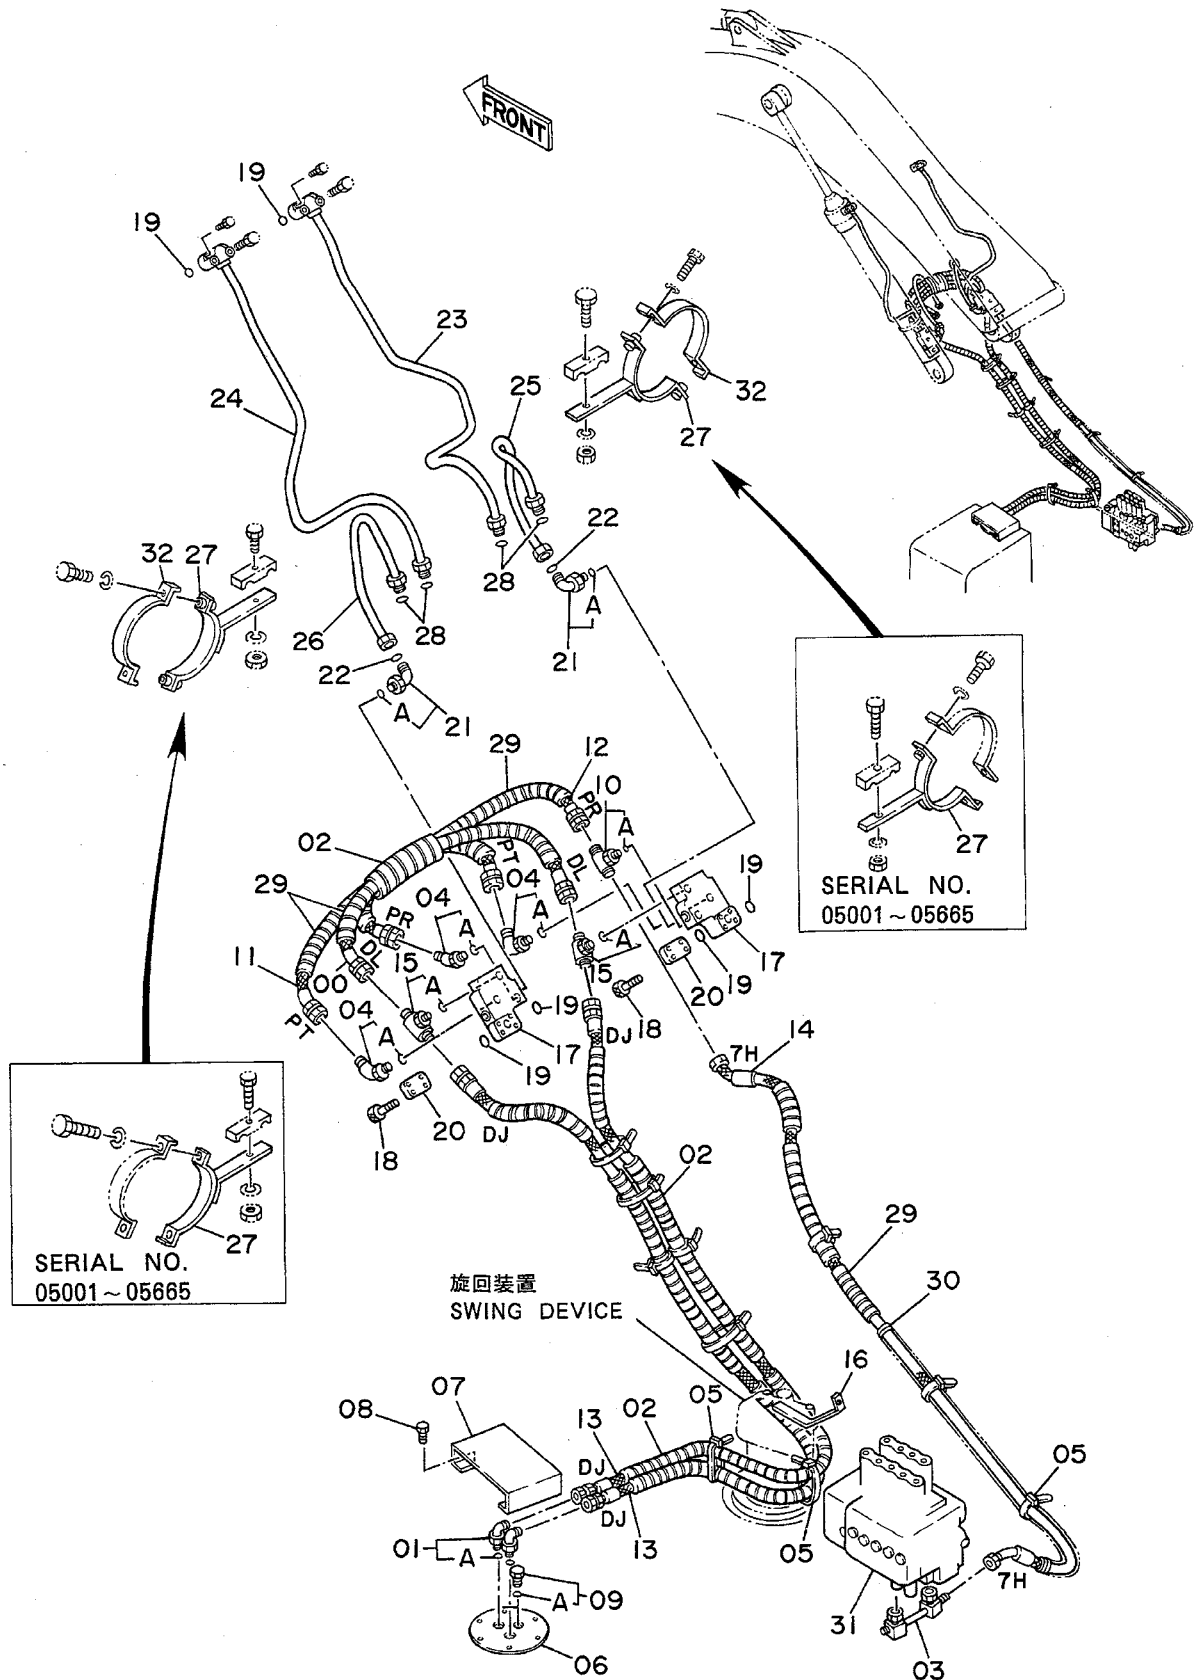 FRONT
19
19
23
24
25
32
27
22
28
A
21
32
27
26
28
22
A
21
29
12
10
PR
A
02
PT
DL
04
A
19
29
PR
04
A
SERIAL NO.
05001~05665
27
11
00
DL
15
A
15
A
20
19
17
PT
04
A
19
17
19
18
DJ
7H
14
20
18
DJ
02
27
SERIAL NO.
05001~05665
29
30
旋回装置
SWING DEVICE
16
07
08
13
02
05
DJ
05
DJ
13
05
01
A
A
09
7H
31
03
06